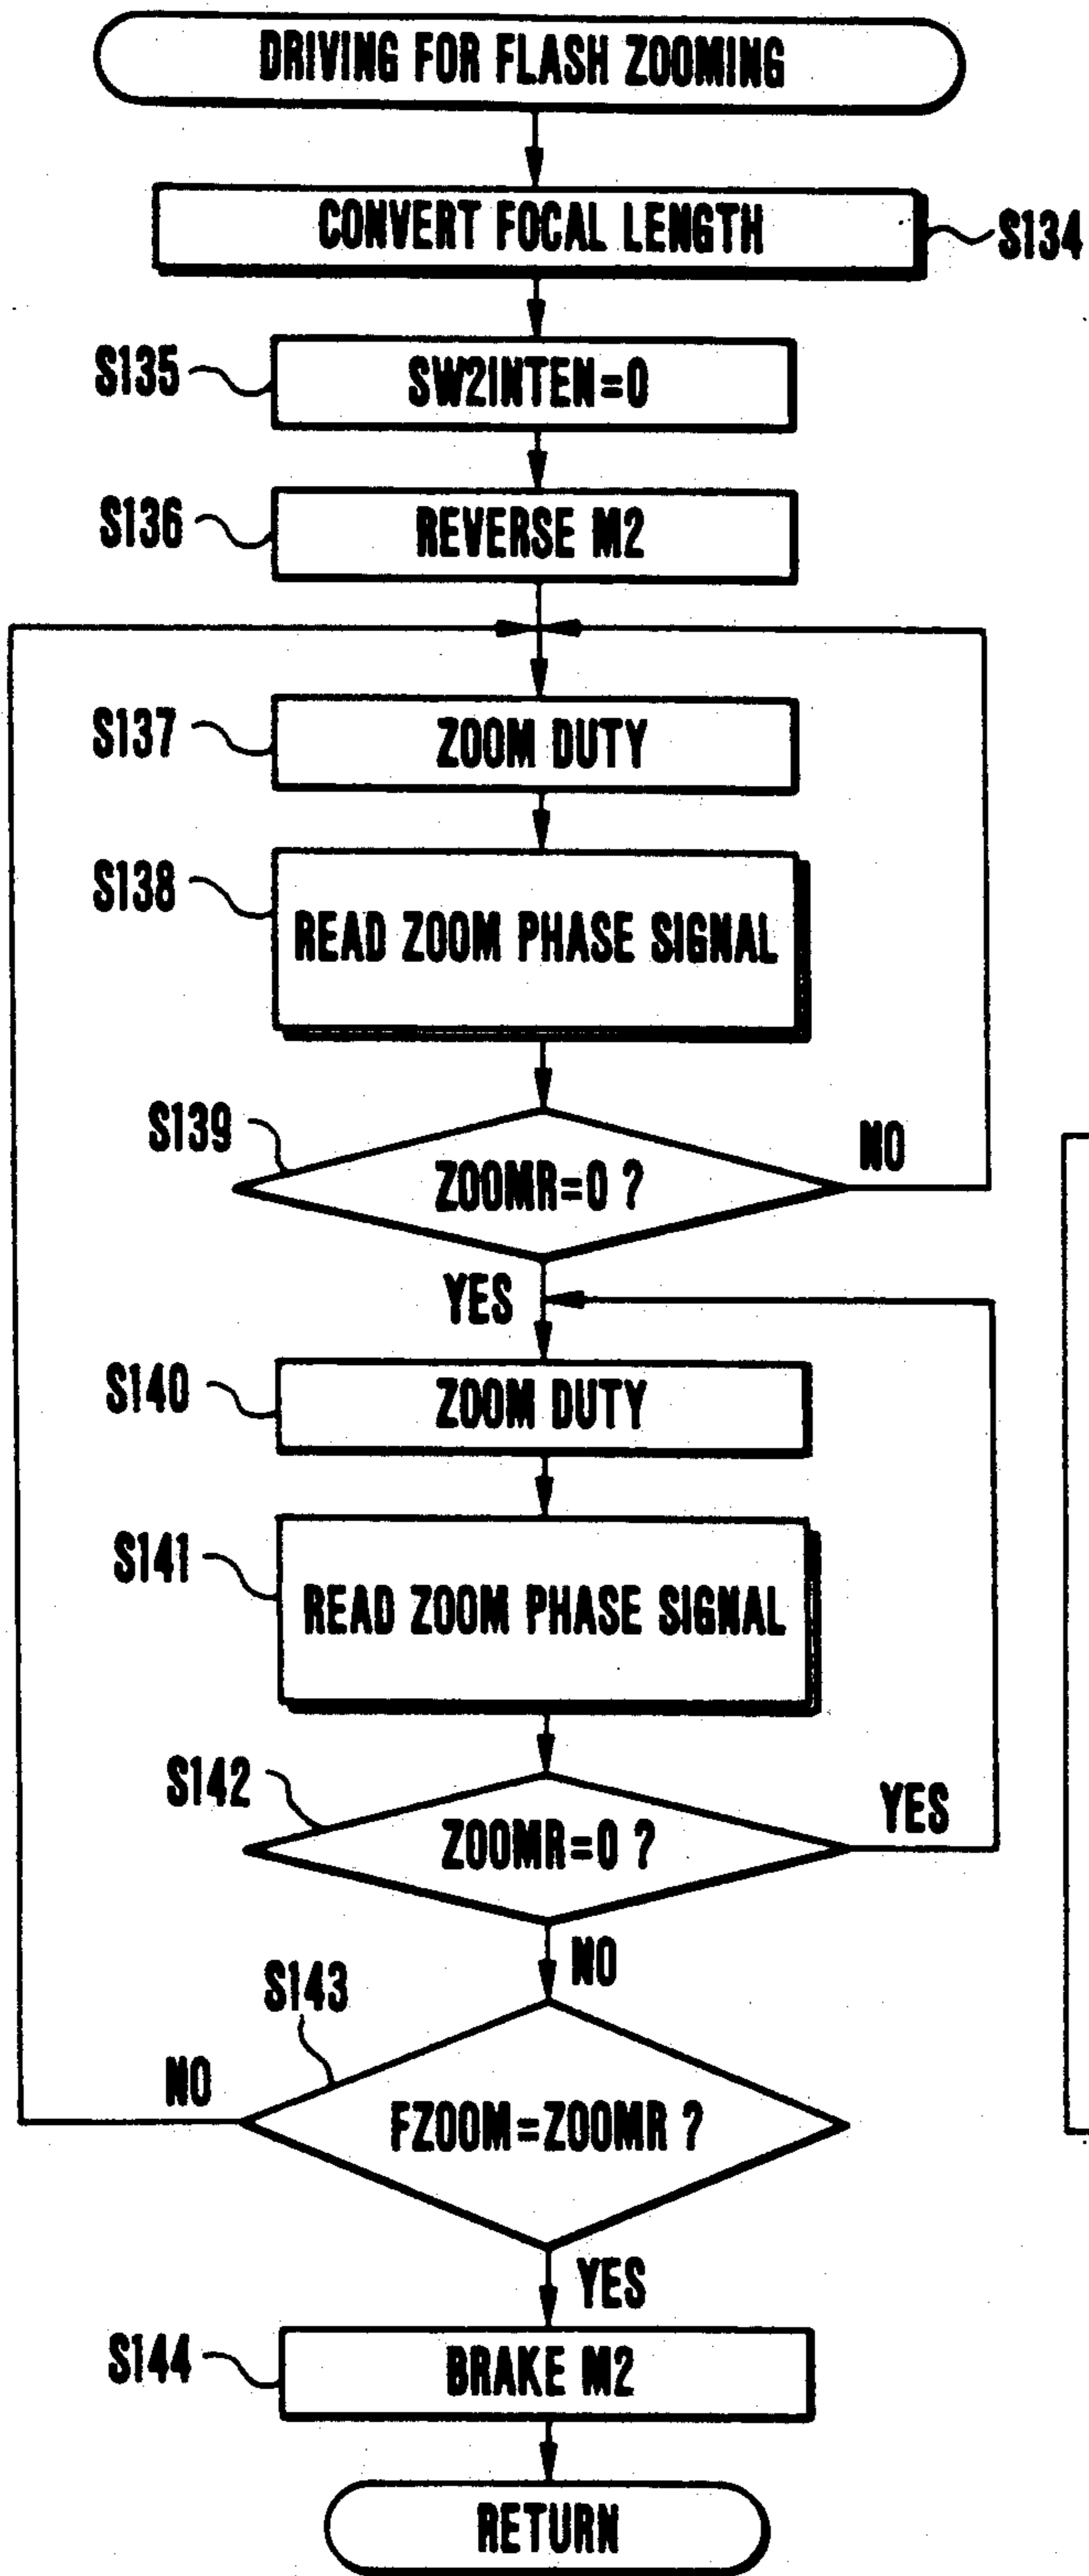 DRIVING FOR FLASH ZOOMING
CONVERT FOCAL LENGTH
S134
S135
SW2INTEN=0
S136
REVERSE M2
S137
ZOOM DUTY
S138
READ ZOOM PHASE SIGNAL
S139
ZOOMR=0 ?
NO
YES
S140
ZOOM DUTY
S141
READ ZOOM PHASE SIGNAL
S142
ZOOMR=0 ?
YES
NO
S143
NO
FZOOM=ZOOMR ?
YES
S144
BRAKE M2
RETURN